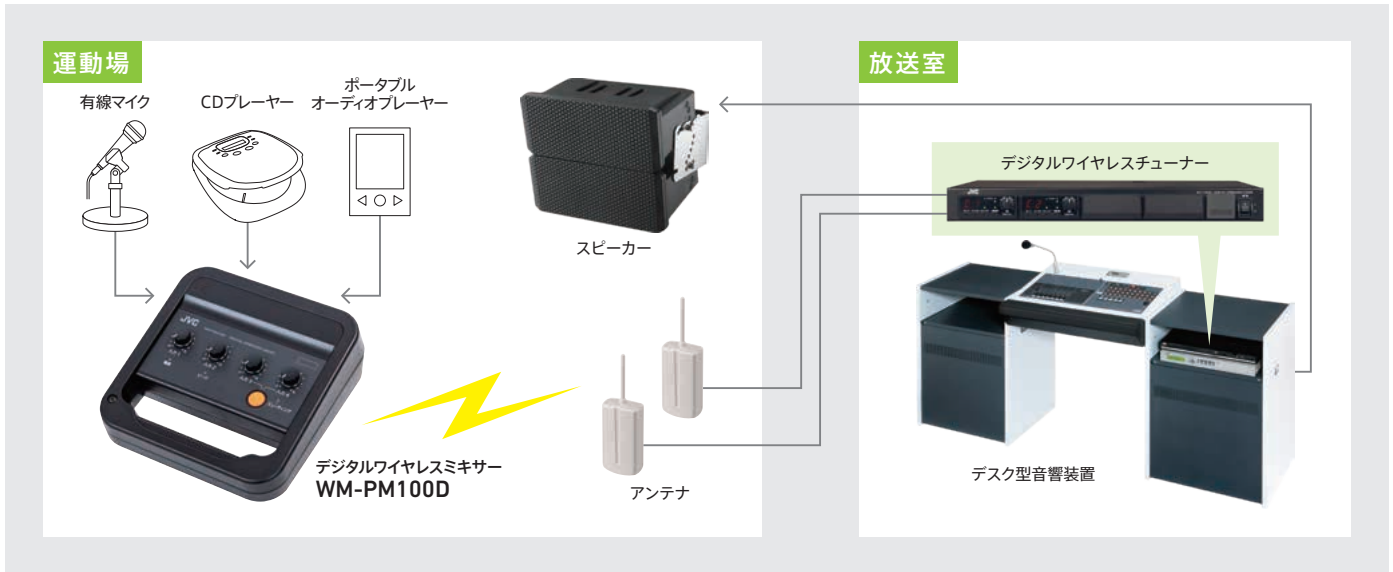 運動場
有線マイク
CDプレーヤー
ポータブル
オーディオプレーヤー
スピーカー
JVC
デジタルワイヤレスミキサー
WM-PM100D
アンテナ
放送室
デジタルワイヤレスチューナー
JVC
デスク型音響装置